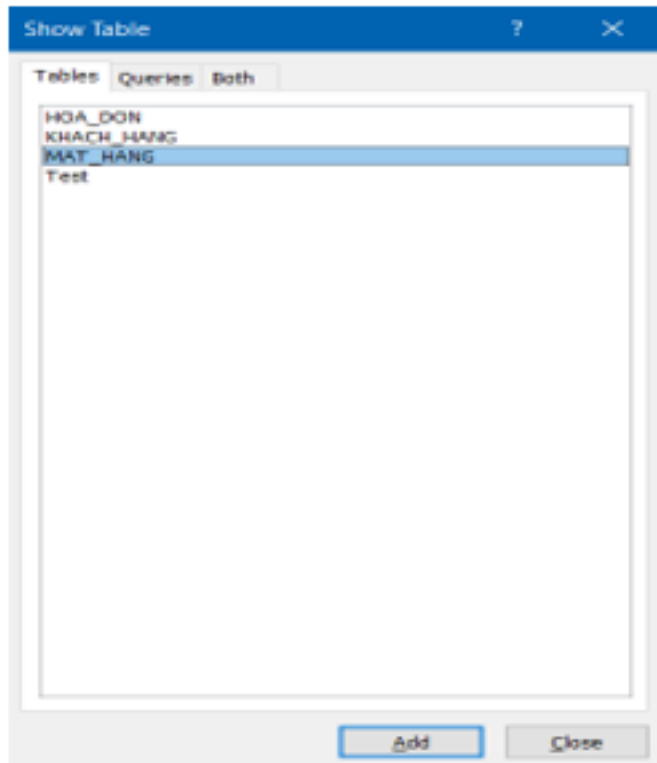 Show Table ? ×
Tables Queries Both
HOA_DON
KHACH_HANG
MAT_HANG
Test
Add Close